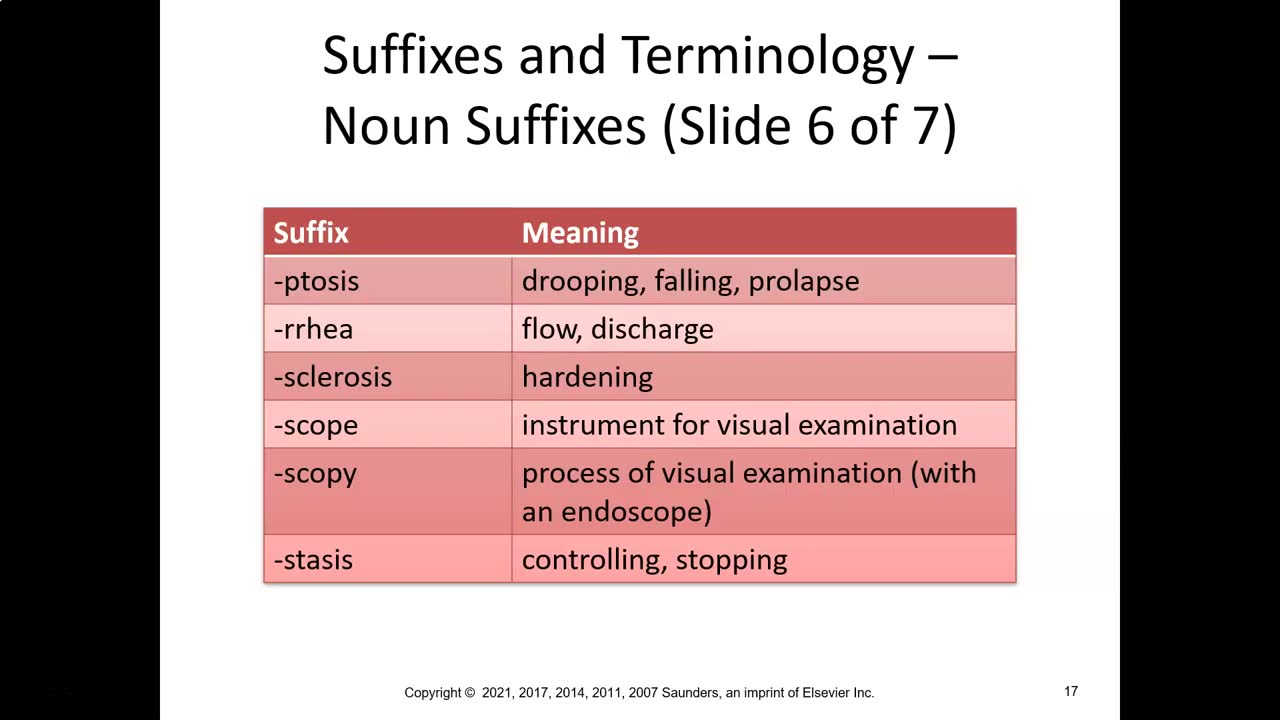 Suffixes and Terminology –
Noun Suffixes (Slide 6 of 7)
Suffix Meaning
-ptosis drooping, falling, prolapse
-rrhea flow, discharge
-sclerosis hardening
-scope instrument for visual examination
-scopy process of visual examination (with
an endoscope)
-stasis controlling, stopping
Copyright © 2021, 2017, 2014, 2011, 2007 Saunders, an imprint of Elsevier Inc. 17